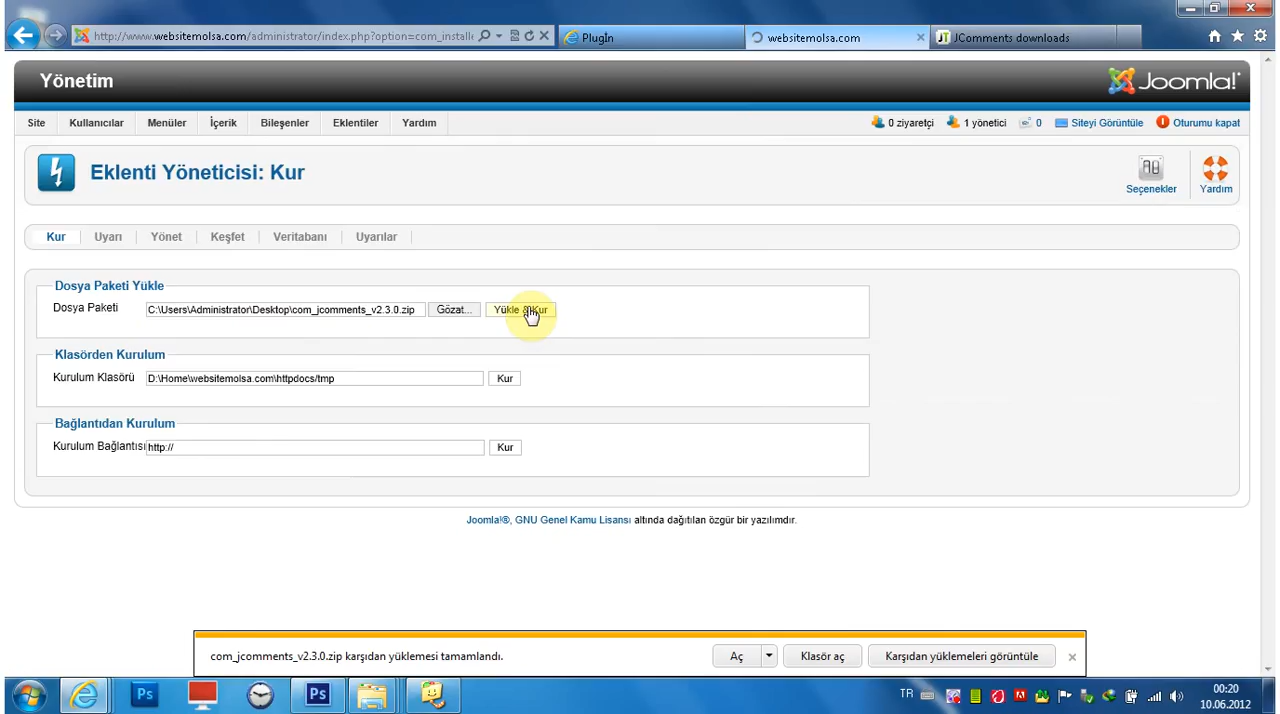 http://www.websitemolsa.com/administrator/index.php?option=com_installe
PlugIn
websitemolsa.com
JComments downloads
Yönetim
Joomla!
Site Kullanıcılar Menüler İçerik Bileşenler Eklentiler Yardım
0 ziyaretçi 1 yönetici 0 Siteyi Görüntüle Oturumu kapat
Eklenti Yöneticisi: Kur
Seçenekler Yardım
Kur Uyarı Yönet Keşfet Veritabanı Uyarılar
Dosya Paketi Yükle
Dosya Paketi C:\Users\Administrator\Desktop\com_jcomments_v2.3.0.zip Gözat... Yükle & Kur
Klasörden Kurulum
Kurulum Klasörü D:\Home\websitemolsa.com\httpdocs/tmp Kur
Bağlantıdan Kurulum
Kurulum Bağlantısı http:// Kur
Joomla!®, GNU Genel Kamu Lisansı altında dağıtılan özgür bir yazılımdır.
com_jcomments_v2.3.0.zip karşıdan yüklemesi tamamlandı. Aç Klasör aç Karşıdan yüklemeleri görüntüle
Ps Ps TR 00:20
10.06.2012